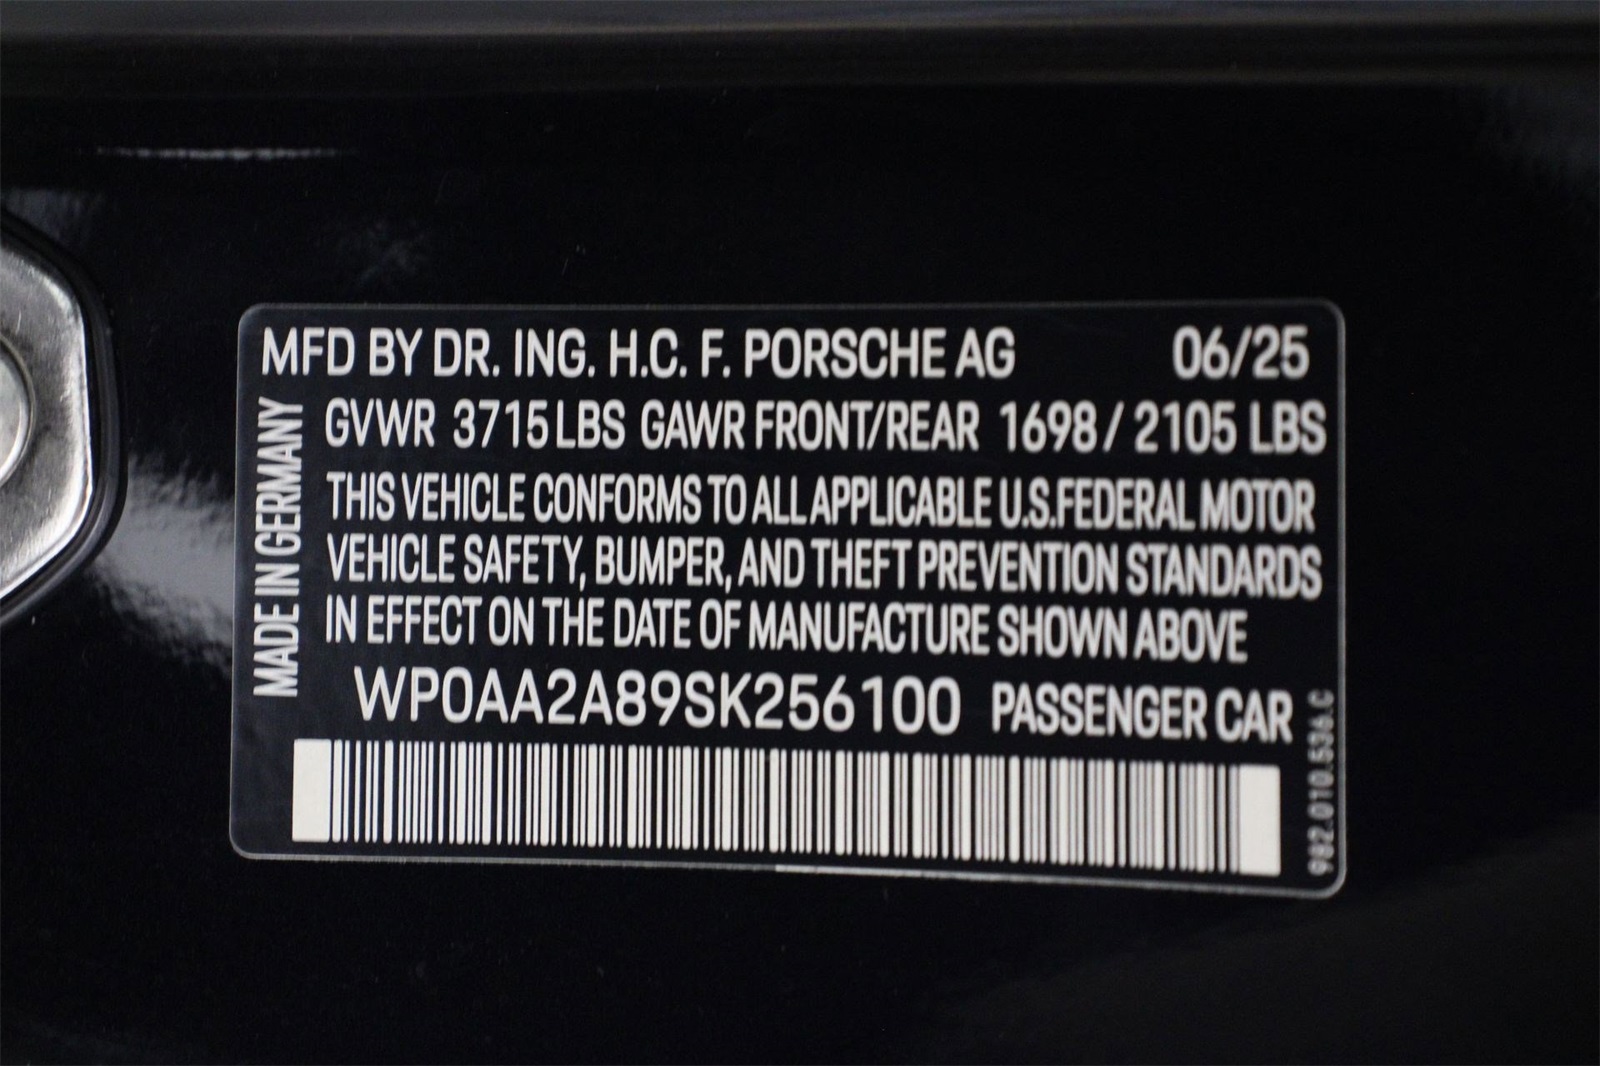 MFD BY DR. ING. H.C. F. PORSCHE AG 06/25
MADE IN GERMANY
GVWR 3715 LBS GAWR FRONT/REAR 1698 / 2105 LBS
THIS VEHICLE CONFORMS TO ALL APPLICABLE U.S.FEDERAL MOTOR
VEHICLE SAFETY, BUMPER, AND THEFT PREVENTION STANDARDS
IN EFFECT ON THE DATE OF MANUFACTURE SHOWN ABOVE
WP0AA2A89SK256100 PASSENGER CAR
982.010.536.C